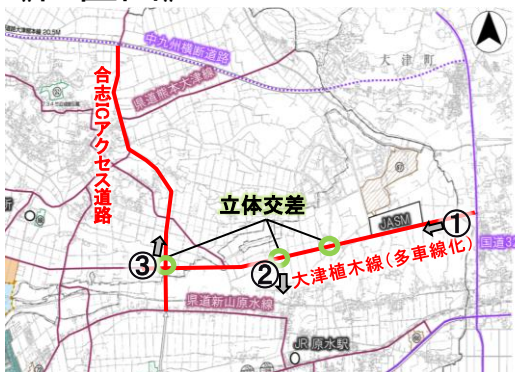 中九州横断道路
大津町
県道熊本大津線
合志ICアクセス道路
立体交差
JASM
①
②
③
大津植木線(多車線化)
国道3
県道新山原水線
JR 原水駅